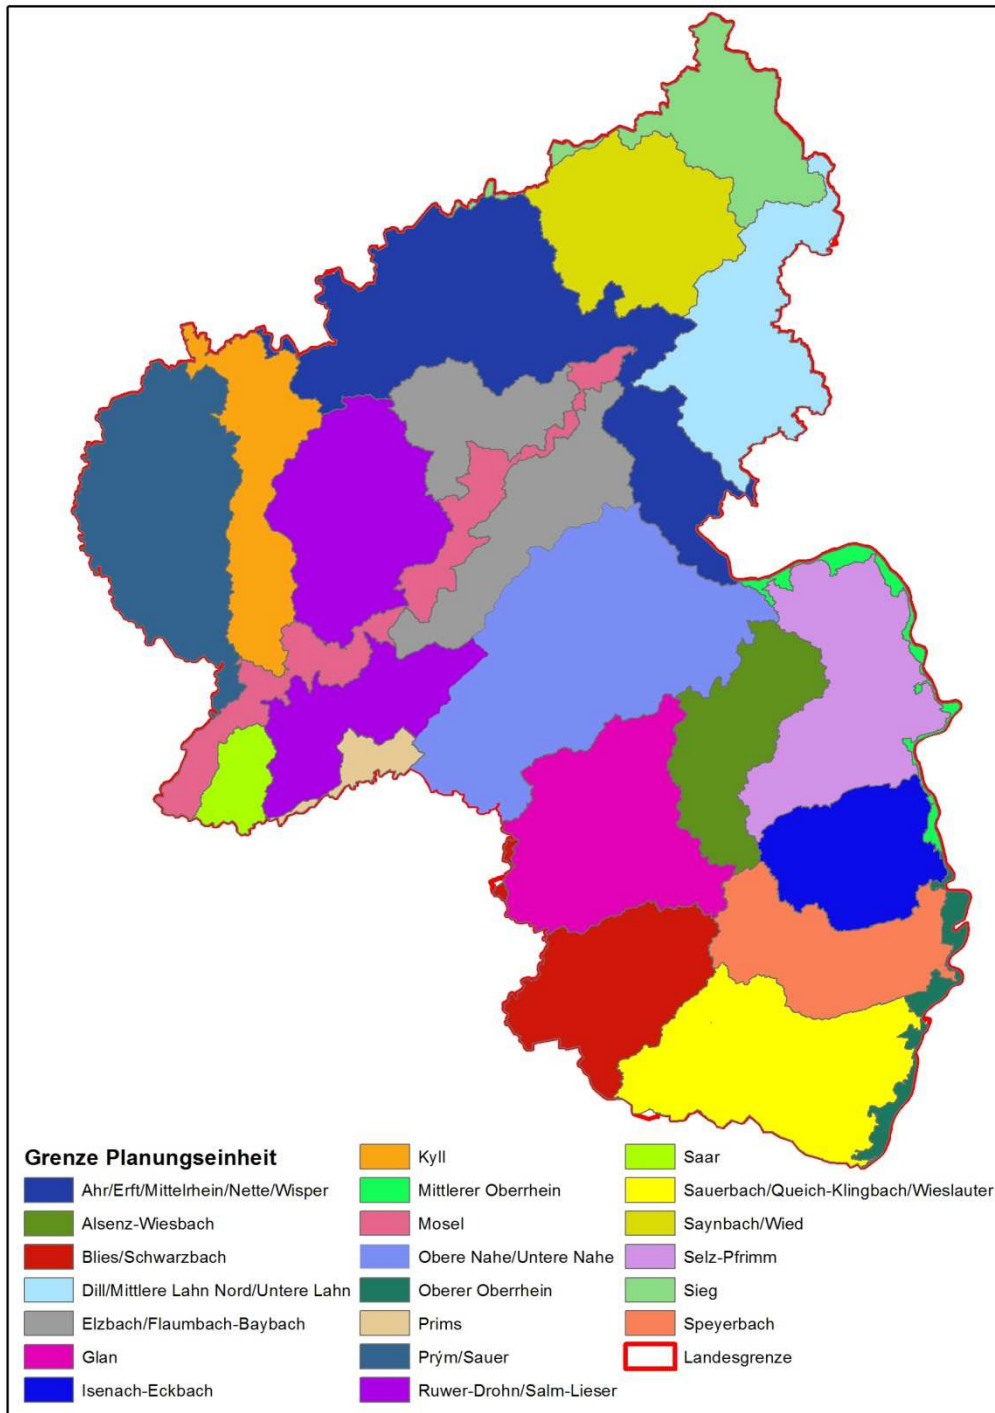 Grenze Planungseinheit
Ahr/Erft/Mittelrhein/Nette/Wisper
Alsenz-Wiesbach
Blies/Schwarzbach
Dill/Mittlere Lahn Nord/Untere Lahn
Elzbach/Flaumbach-Baybach
Glan
Isenach-Eckbach
Kyll
Mittlerer Oberrhein
Mosel
Obere Nahe/Untere Nahe
Oberer Oberrhein
Prims
Prým/Sauer
Ruwer-Drohn/Salm-Lieser
Saar
Sauerbach/Queich-Klingbach/Wieslauter
Saynbach/Wied
Selz-Pfrimm
Sieg
Speyerbach
Landesgrenze